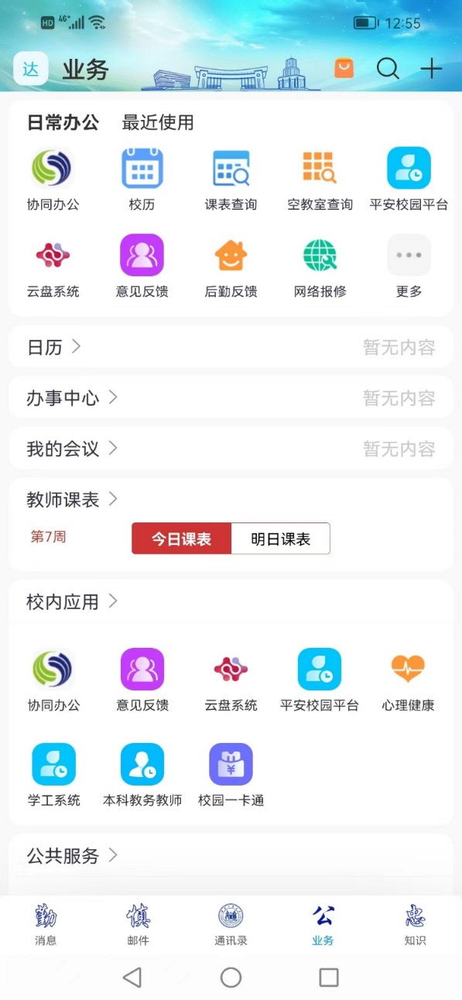 HD 4G+ 12:55
达 业务
日常办公 最近使用
协同办公 校历 课表查询 空教室查询 平安校园平台
云盘系统 意见反馈 后勤反馈 网络报修 更多
日历 暂无内容
办事中心 暂无内容
我的会议 暂无内容
教师课表
第7周 今日课表 明日课表
校内应用
协同办公 意见反馈 云盘系统 平安校园平台 心理健康
学工系统 本科教务教师 校园一卡通
公共服务
勤 慎 公 忠
消息 邮件 通讯录 业务 知识